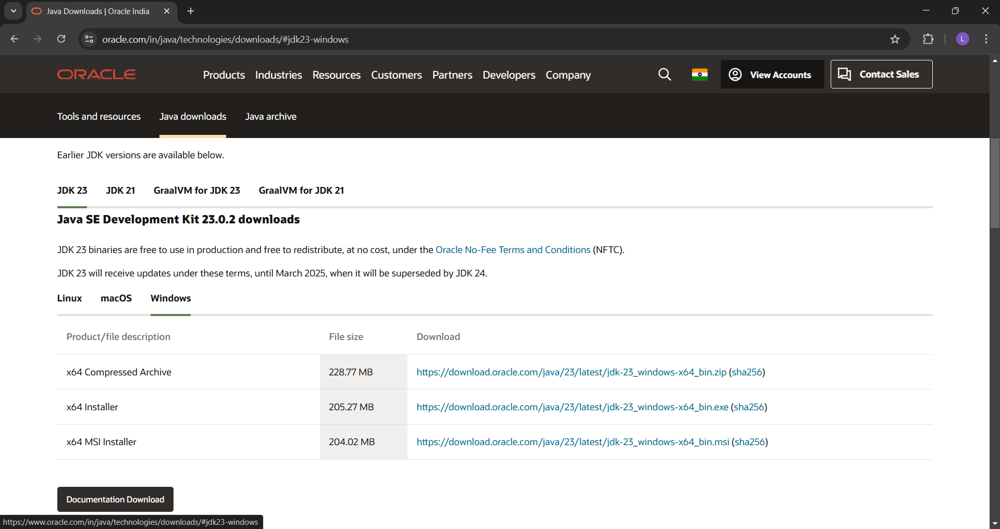 Java Downloads | Oracle India
oracle.com/in/java/technologies/downloads/#jdk23-windows
L
ORACLE
Products Industries Resources Customers Partners Developers Company
View Accounts
Contact Sales
Tools and resources Java downloads Java archive
Earlier JDK versions are available below.
JDK 23 JDK 21 GraalVM for JDK 23 GraalVM for JDK 21
Java SE Development Kit 23.0.2 downloads
JDK 23 binaries are free to use in production and free to redistribute, at no cost, under the Oracle No-Fee Terms and Conditions (NFTC).
JDK 23 will receive updates under these terms, until March 2025, when it will be superseded by JDK 24.
Linux macOS Windows
Product/file description File size Download
x64 Compressed Archive 228.77 MB https://download.oracle.com/java/23/latest/jdk-23_windows-x64_bin.zip (sha256)
x64 Installer 205.27 MB https://download.oracle.com/java/23/latest/jdk-23_windows-x64_bin.exe (sha256)
x64 MSI Installer 204.02 MB https://download.oracle.com/java/23/latest/jdk-23_windows-x64_bin.msi (sha256)
Documentation Download
https://www.oracle.com/in/java/technologies/downloads/#jdk23-windows